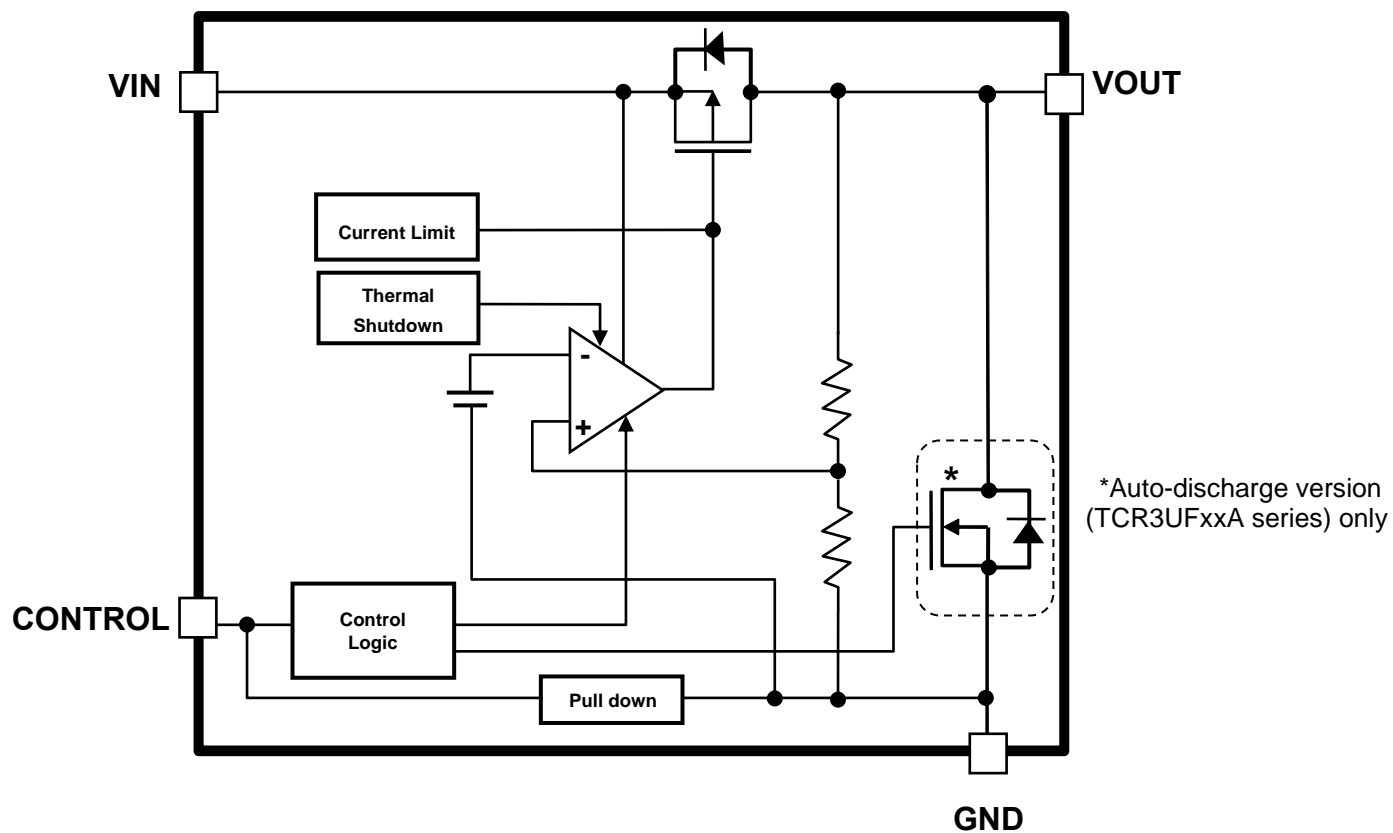 VIN
VOUT
Current Limit
Thermal
Shutdown
-
+
*
*Auto-discharge version
(TCR3UFxxA series) only
CONTROL
Control
Logic
Pull down
GND